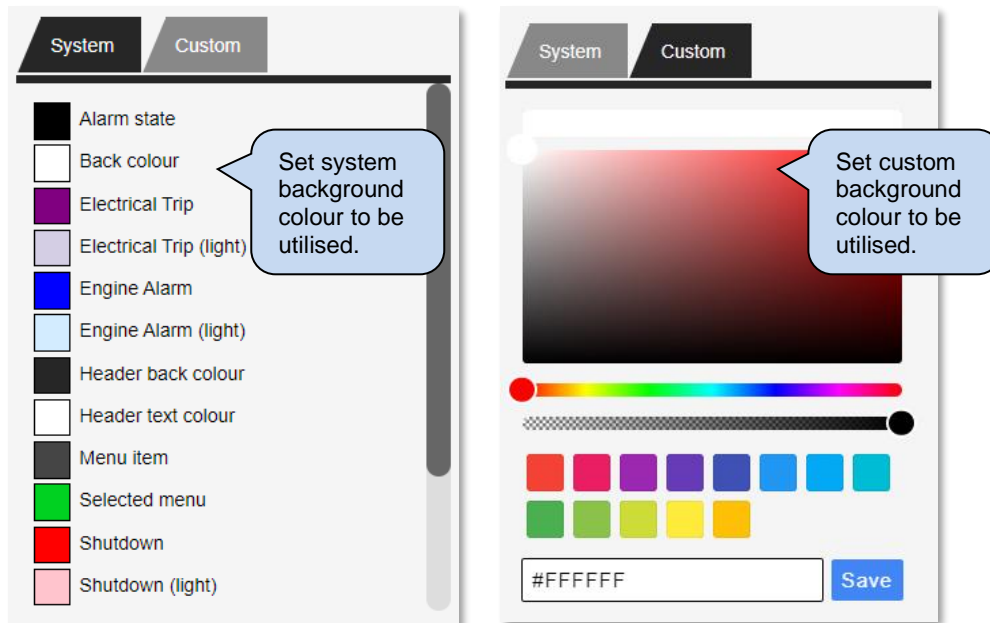 System Custom
Alarm state
Back colour
Electrical Trip
Electrical Trip (light)
Engine Alarm
Engine Alarm (light)
Header back colour
Header text colour
Menu item
Selected menu
Shutdown
Shutdown (light)
Set system
background
colour to be
utilised.
System Custom
Set custom
background
colour to be
utilised.
#FFFFFF
Save